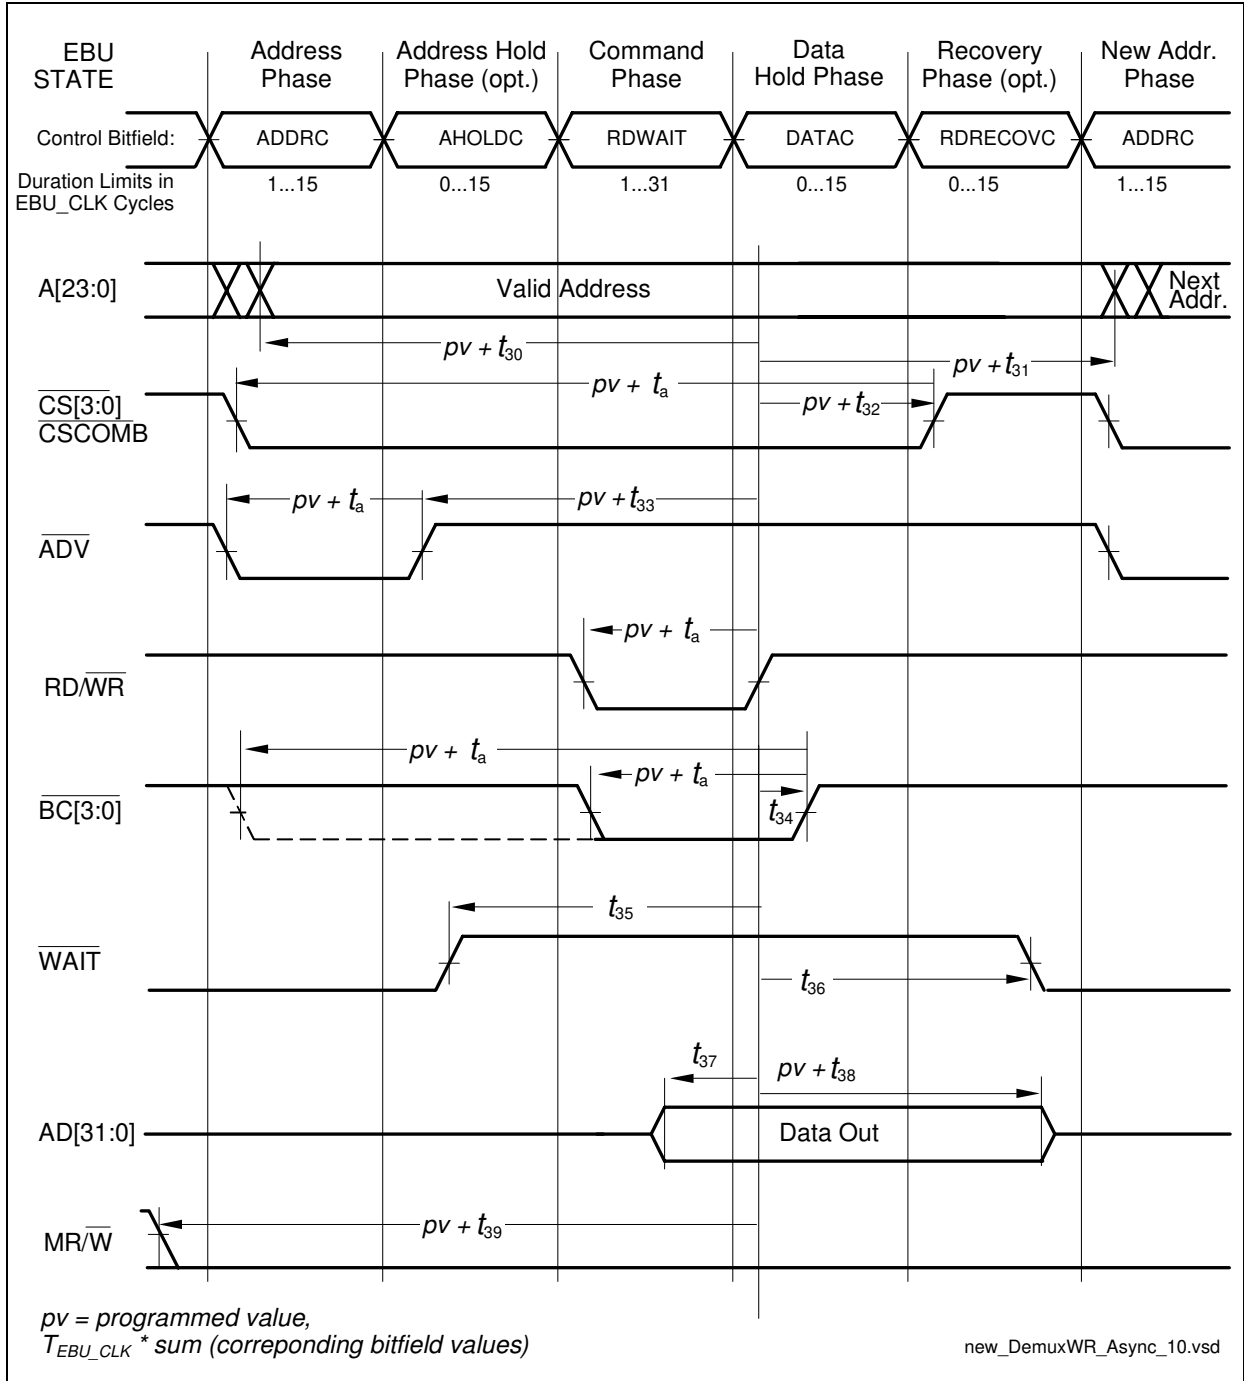 EBU STATE
Address Phase
Address Hold Phase (opt.)
Command Phase
Data Hold Phase
Recovery Phase (opt.)
New Addr. Phase
Control Bitfield: ADDRC AHOLDC RDWAIT DATAC RDRECOVC ADDRC
Duration Limits in EBU_CLK Cycles
1...15 0...15 1...31 0...15 0...15 1...15
A[23:0] Valid Address Next Addr.
pv + t30
pv + t31
pv + ta
CS[3:0]
CSCOMB
pv + t32
pv + ta
pv + t33
ADV
pv + ta
RD/WR
pv + ta
pv + ta
BC[3:0]
t34
t35
WAIT
t36
t37
pv + t38
AD[31:0] Data Out
MR/W
pv + t39
pv = programmed value,
TEBU_CLK * sum (correponding bitfield values)
new_DemuxWR_Async_10.vsd